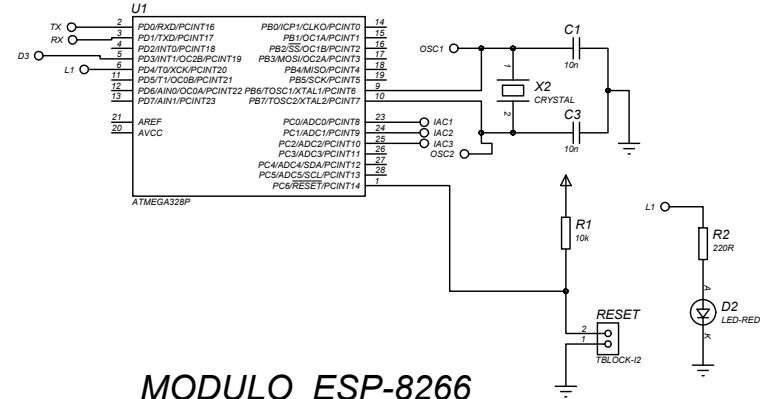 U1
TX
RX
D3
L1
2 PD0/RXD/PCINT16
3 PD1/TXD/PCINT17
4 PD2/INT0/PCINT18
5 PD3/INT1/OC2B/PCINT19
6 PD4/T0/XCK/PCINT20
11 PD5/T1/OC0B/PCINT21
12 PD6/AIN0/OC0A/PCINT22
13 PD7/AIN1/PCINT23
21 AREF
20 AVCC
PB0/ICP1/CLKO/PCINT0 14
PB1/OC1A/PCINT1 15
PB2/SS/OC1B/PCINT2 16
PB3/MOSI/OC2A/PCINT3 17
PB4/MISO/PCINT4 18
PB5/SCK/PCINT5 19
PB6/TOSC1/XTAL1/PCINT6 9
PB7/TOSC2/XTAL2/PCINT7 10
PC0/ADC0/PCINT8 23 IAC1
PC1/ADC1/PCINT9 24 IAC2
PC2/ADC2/PCINT10 25 IAC3
PC3/ADC3/PCINT11 26
PC4/ADC4/SDA/PCINT12 27
PC5/ADC5/SCL/PCINT13 28
PC6/RESET/PCINT14 1
ATMEGA328P
OSC1
OSC2
C1
10n
1
X2
CRYSTAL
2
C3
10n
R1
10k
RESET
2
1
TBLOCK-I2
L1
R2
220R
A
D2
LED-RED
K
MODULO ESP-8266